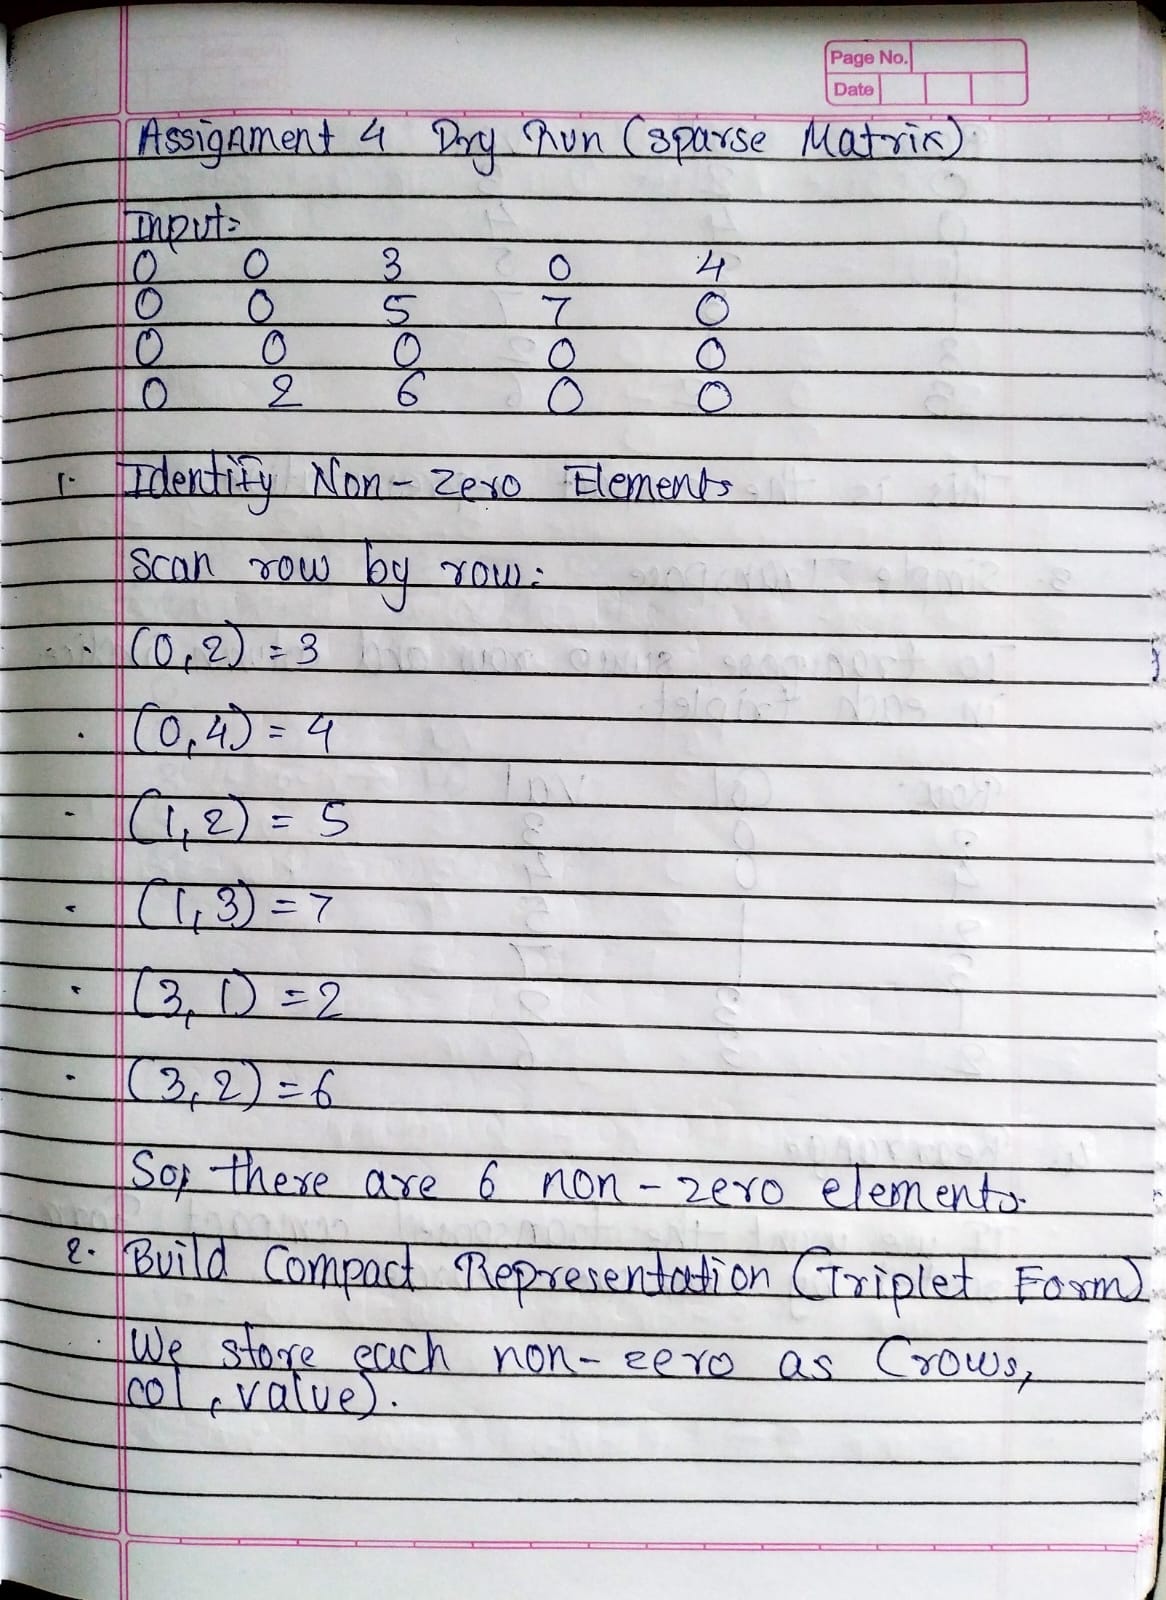 Page No.
Date
Assignment 4 Dry Run (sparse Matrix)
Input=
0 0 3 0 4
0 0 5 7 0
0 0 0 0 0
0 2 6 0 0
1. Identify Non-Zero Elements
Scan row by row:
(0,2) = 3
. (0,4) = 4
- (1,2) = 5
. (1,3) = 7
. (3,1) = 2
- (3,2) = 6
So, there are 6 non-zero elements.
2. Build Compact Representation (Triplet Form)
. We store each non-zero as (rows,
col, value).